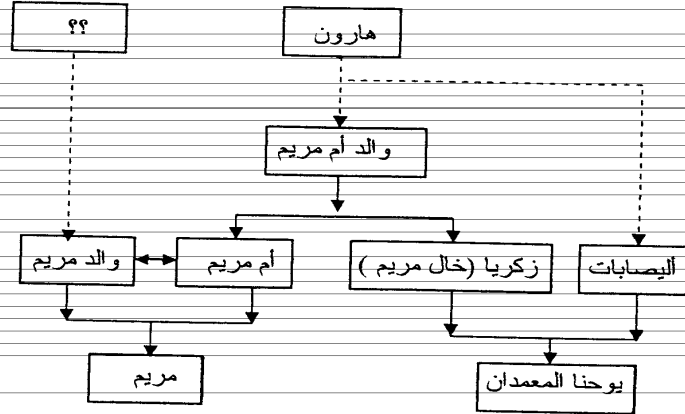 ؟؟
هارون
والد أم مريم
والد مريم
أم مريم
زكريا (خال مريم )
أليصابات
مريم
يوحنا المعمدان